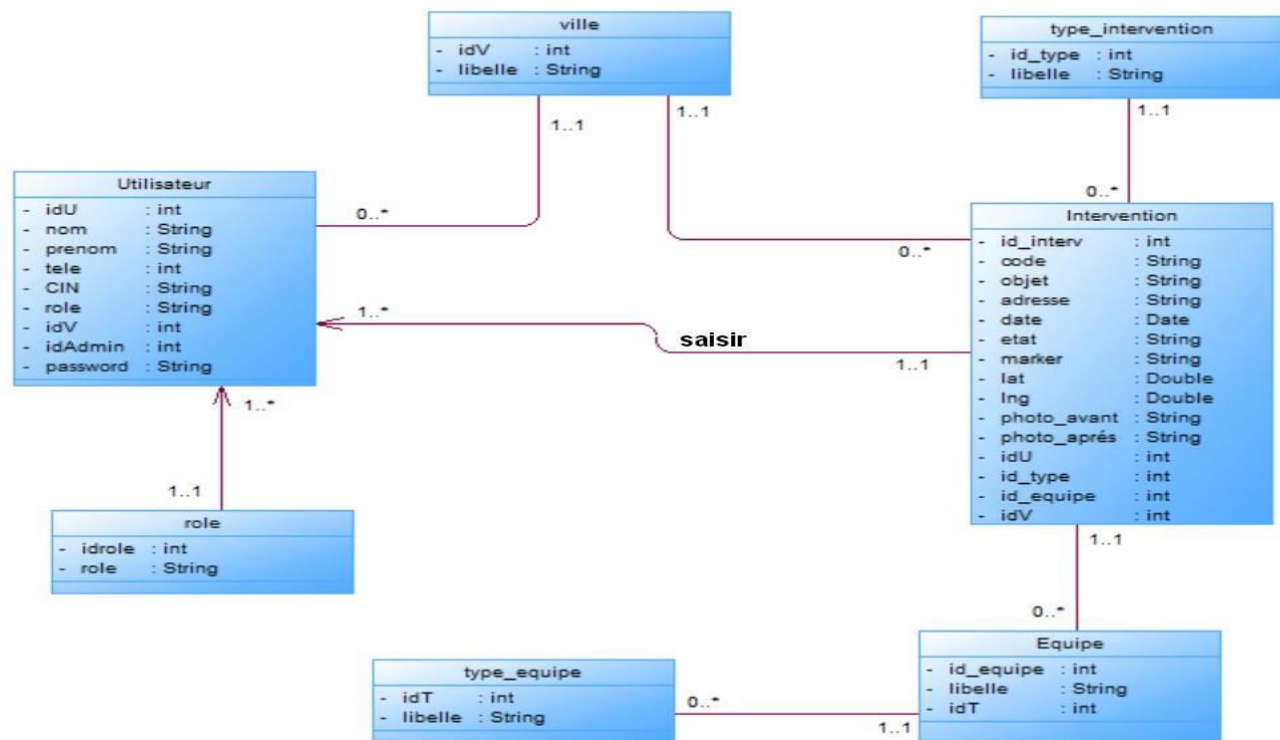 ville
- idV : int
- libelle : String
1..1
1..1
type_intervention
- id_type : int
- libelle : String
1..1
0..*
Utilisateur
- idU : int
- nom : String
- prenom : String
- tele : int
- CIN : String
- role : String
- idV : int
- idAdmin : int
- password : String
0..*
1..*
1..*
saisir
0..*
1..1
Intervention
- id_interv : int
- code : String
- objet : String
- adresse : String
- date : Date
- etat : String
- marker : String
- lat : Double
- lng : Double
- photo_avant : String
- photo_aprés : String
- idU : int
- id_type : int
- id_equipe : int
- idV : int
1..1
role
- idrole : int
- role : String
1..1
0..*
type_equipe
- idT : int
- libelle : String
0..*
1..1
Equipe
- id_equipe : int
- libelle : String
- idT : int